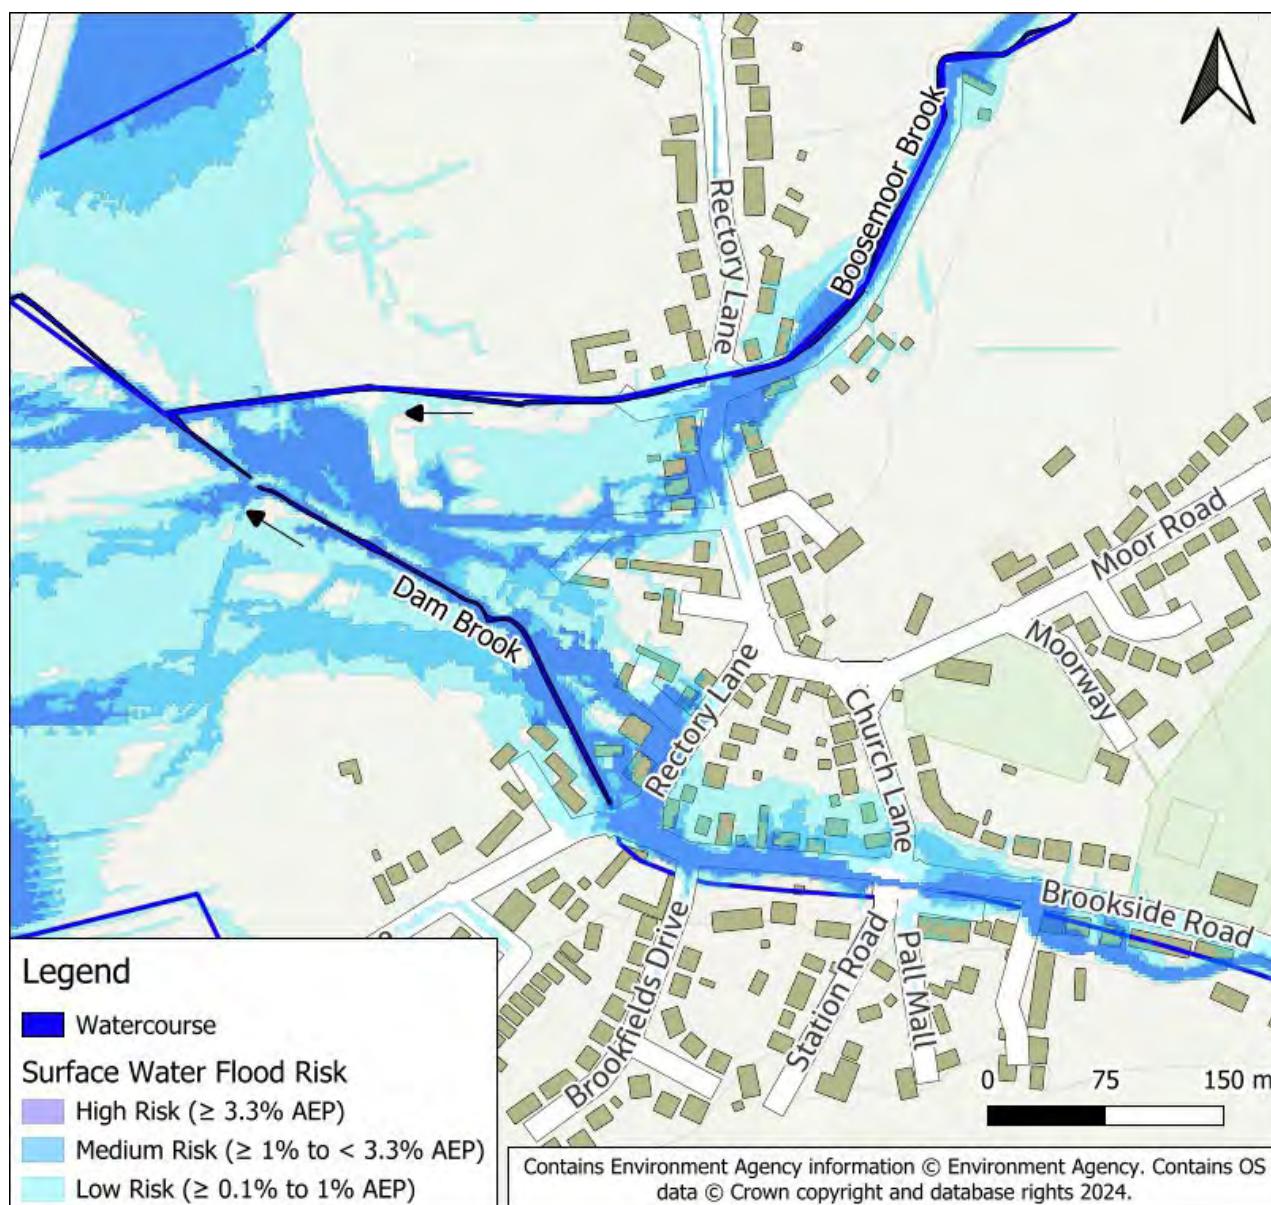 Boosemoor Brook
Rectory Lane
Moor Road
Dam Brook
Moorway
Rectory Lane
Church Lane
Brookside Road
Brookfields Drive
Station Road
Pall Mall
Legend
Watercourse
Surface Water Flood Risk
High Risk (≥ 3.3% AEP)
Medium Risk (≥ 1% to < 3.3% AEP)
Low Risk (≥ 0.1% to 1% AEP)
0 75 150 m
Contains Environment Agency information © Environment Agency. Contains OS
data © Crown copyright and database rights 2024.